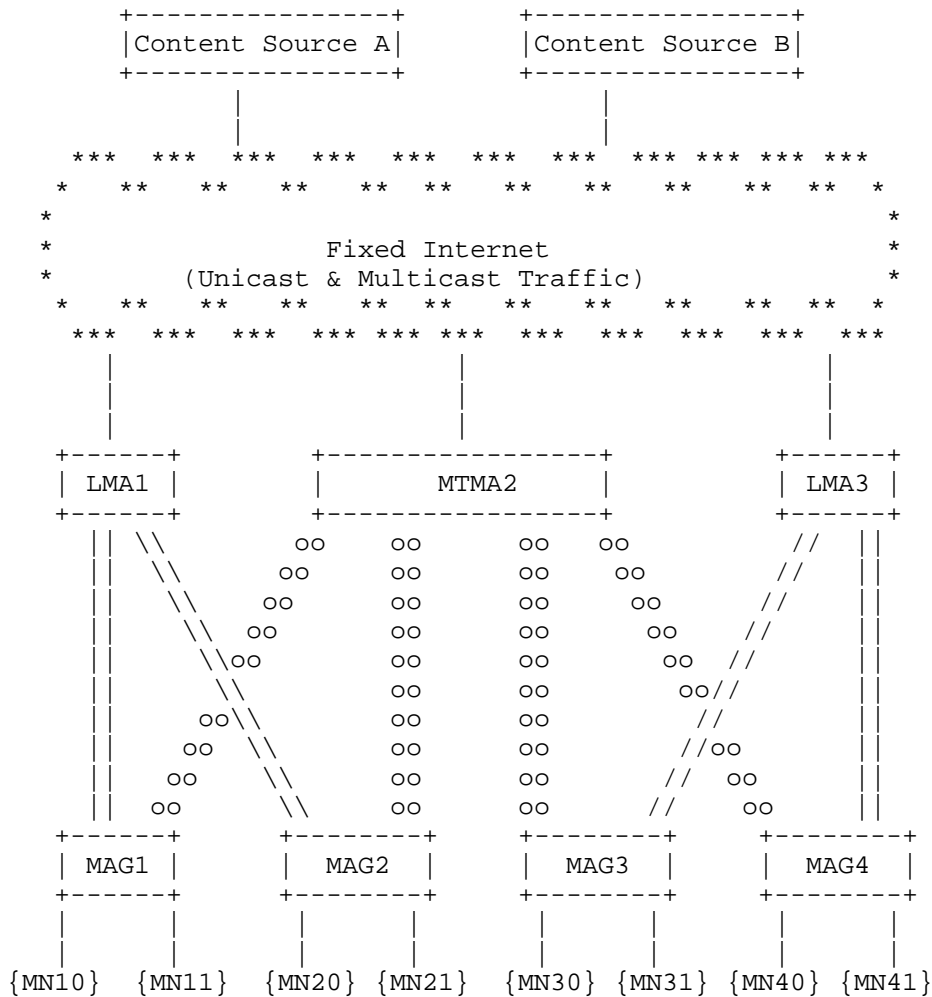 Content Source A Content Source B
Fixed Internet
(Unicast & Multicast Traffic)
LMA1 MTMA2 LMA3
MAG1 MAG2 MAG3 MAG4
{MN10} {MN11} {MN20} {MN21} {MN30} {MN31} {MN40} {MN41}